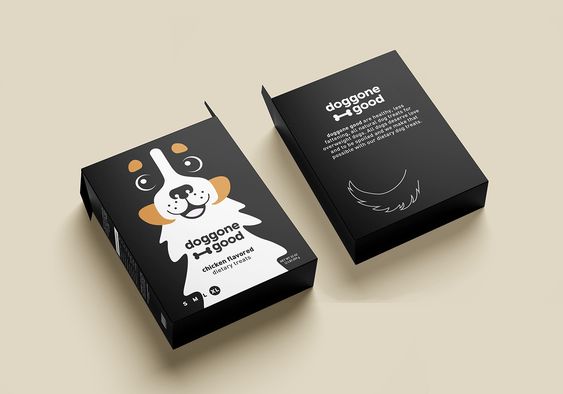 doggone
good
chicken flavored
dietary treats
S M L XL
doggone
good
doggone good are healthy, less
fattening, all natural dog treats for
overweight dogs. All dogs deserve love
and to be spoiled and we make that
possible with our dietary dog treats.